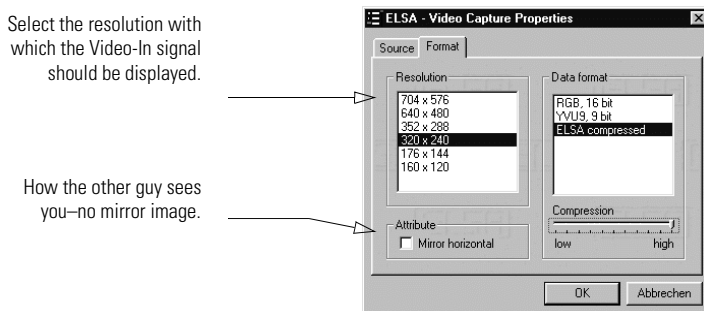 Select the resolution with
which the Video-In signal
should be displayed.
How the other guy sees
you–no mirror image.
ELSA - Video Capture Properties
Source Format
Resolution
704 x 576
640 x 480
352 x 288
320 x 240
176 x 144
160 x 120
Attribute
Mirror horizontal
Data format
RGB, 16 bit
YVU9, 9 bit
ELSA compressed
Compression
low high
OK Abbrechen